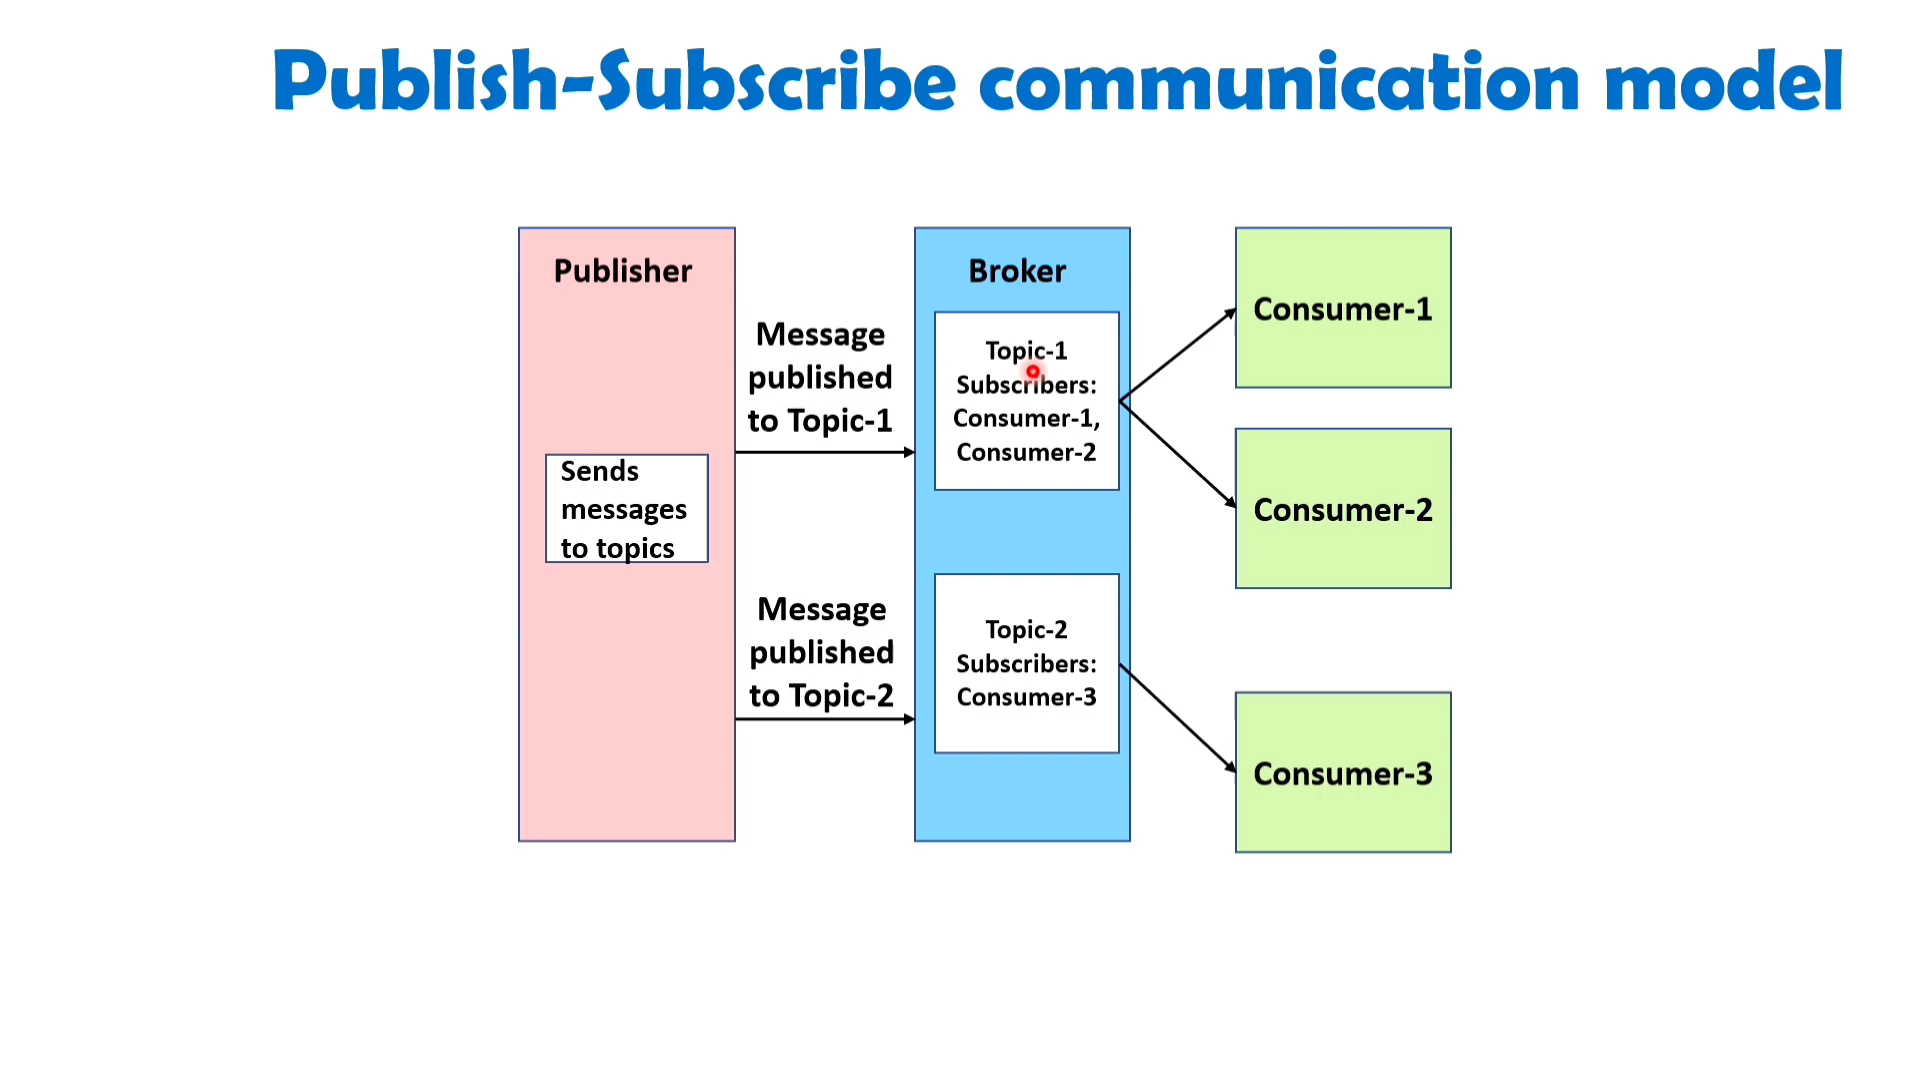 Publish-Subscribe communication model
Publisher
Sends
messages
to topics
Message
published
to Topic-1
Message
published
to Topic-2
Broker
Topic-1
Subscribers:
Consumer-1,
Consumer-2
Topic-2
Subscribers:
Consumer-3
Consumer-1
Consumer-2
Consumer-3